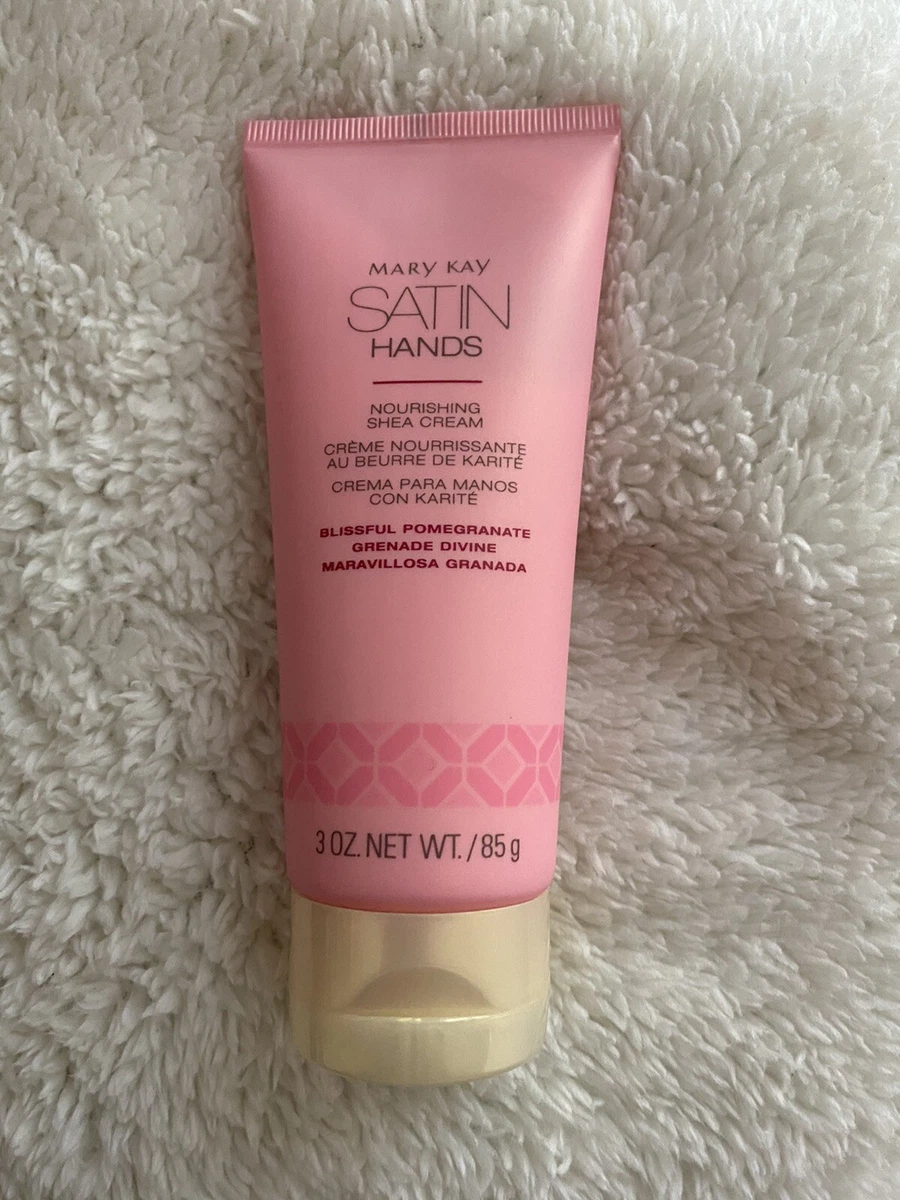 MARY KAY
SATIN
HANDS
NOURISHING
SHEA CREAM
CRÈME NOURRISSANTE
AU BEURRE DE KARITÉ
CREMA PARA MANOS
CON KARITÉ
BLISSFUL POMEGRANATE
GRENADE DIVINE
MARAVILLOSA GRANADA
3 OZ. NET WT. / 85 g